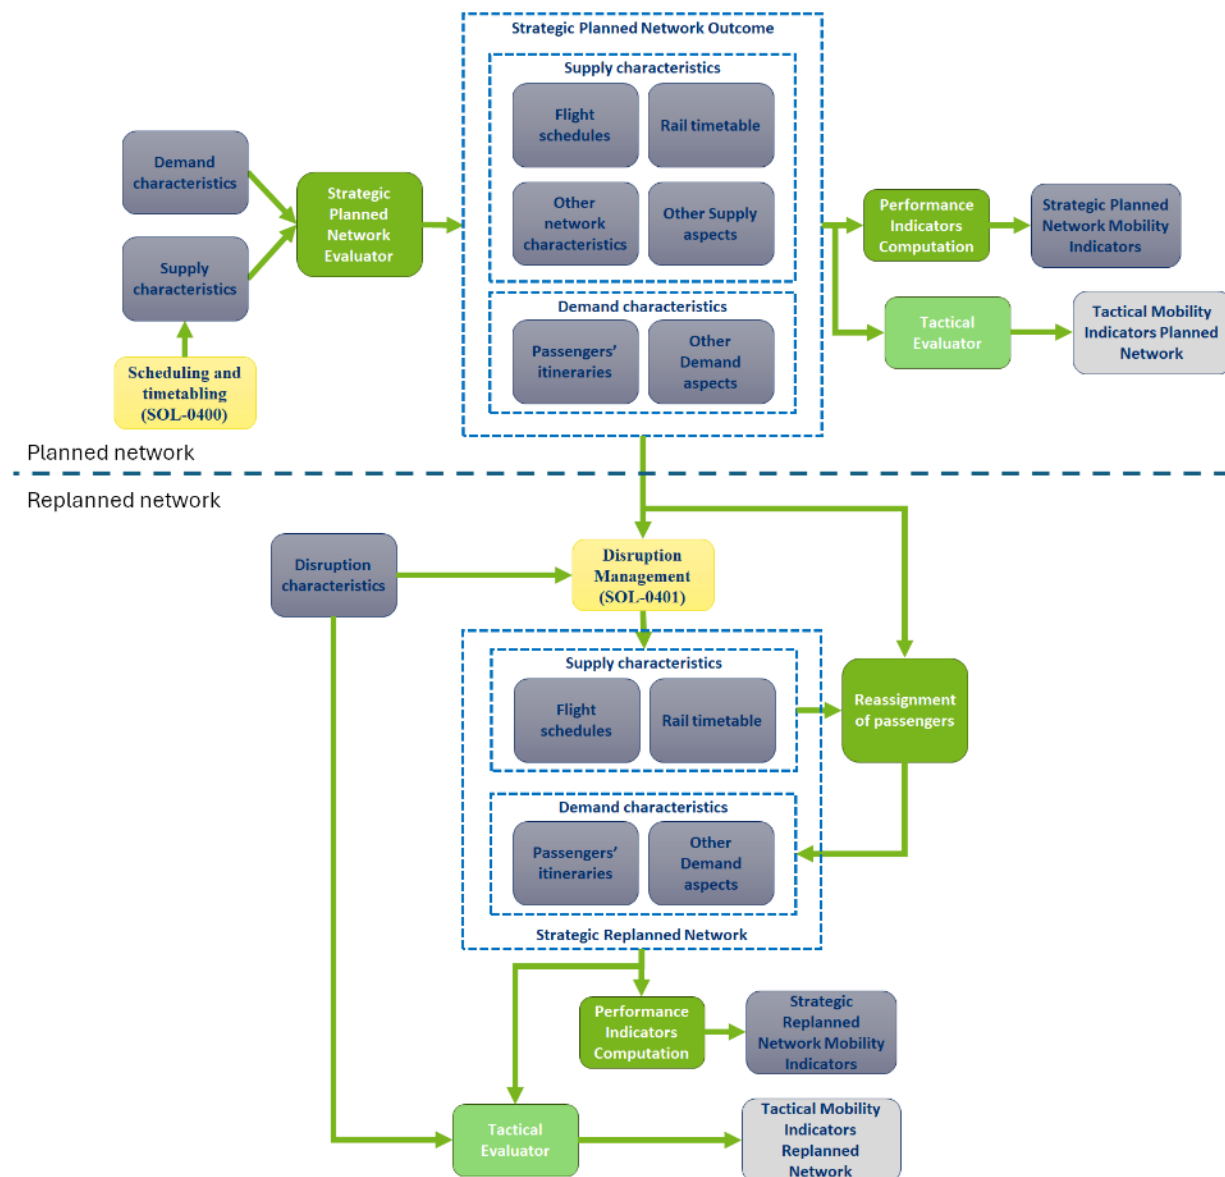 Strategic Planned Network Outcome
Supply characteristics
Flight
schedules
Rail timetable
Other
network
characteristics
Other Supply
aspects
Demand characteristics
Passengers'
itineraries
Other
Demand
aspects
Demand
characteristics
Supply
characteristics
Scheduling and
timetabling
(SOL-0400)
Strategic
Planned
Network
Evaluator
Performance
Indicators
Computation
Strategic Planned
Network Mobility
Indicators
Tactical
Evaluator
Tactical Mobility
Indicators Planned
Network
Planned network
Replanned network
Disruption
characteristics
Disruption
Management
(SOL-0401)
Supply characteristics
Flight
schedules
Rail timetable
Reassignment
of passengers
Demand characteristics
Passengers'
itineraries
Other
Demand
aspects
Strategic Replanned Network
Performance
Indicators
Computation
Strategic
Replanned
Network Mobility
Indicators
Tactical
Evaluator
Tactical Mobility
Indicators
Replanned
Network